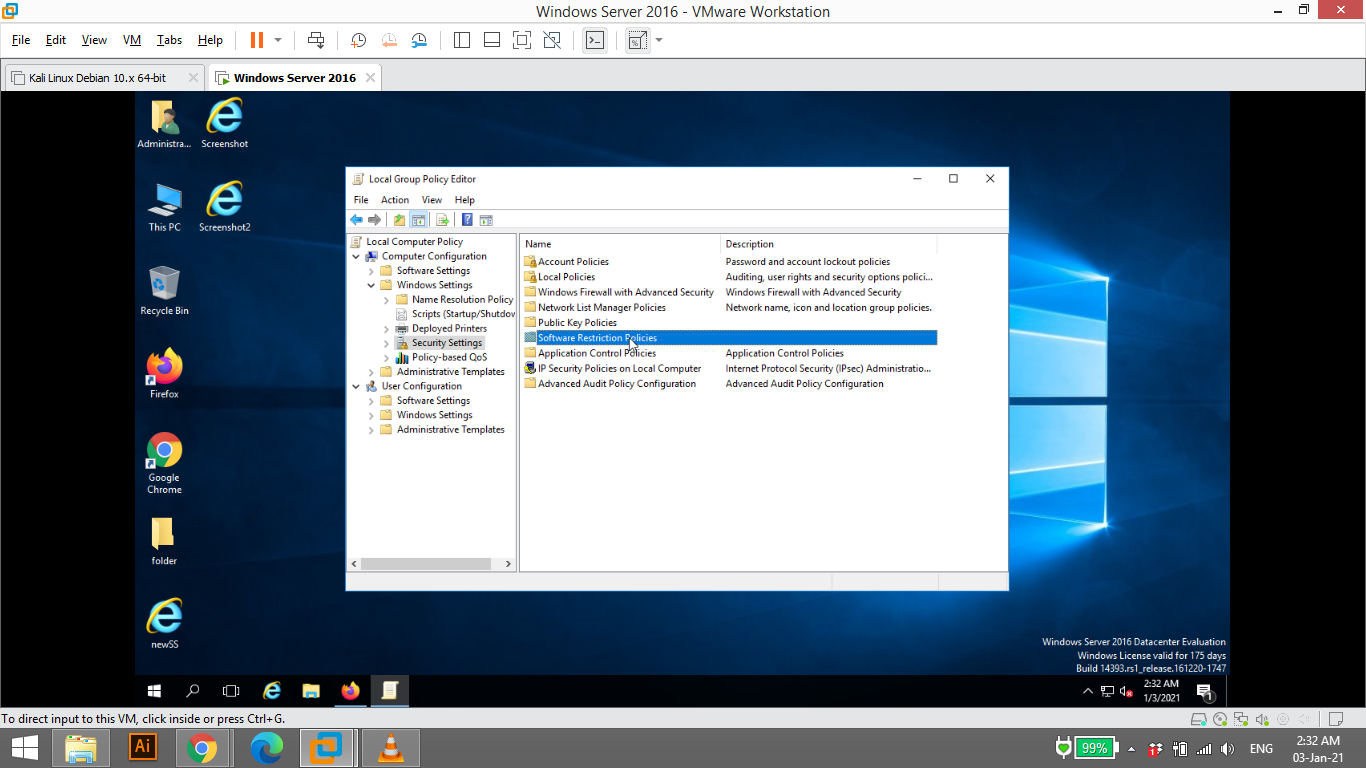 Windows Server 2016 - VMware Workstation
File Edit View VM Tabs Help
Kali Linux Debian 10.x 64-bit
Windows Server 2016
Administra...
Screenshot
This PC
Screenshot2
Recycle Bin
Firefox
Google
Chrome
folder
newSS
Local Group Policy Editor
File Action View Help
Local Computer Policy
Computer Configuration
Software Settings
Windows Settings
Name Resolution Policy
Scripts (Startup/Shutdov
Deployed Printers
Security Settings
Policy-based QoS
Administrative Templates
User Configuration
Software Settings
Windows Settings
Administrative Templates
Name Description
Account Policies Password and account lockout policies
Local Policies Auditing, user rights and security options polici...
Windows Firewall with Advanced Security Windows Firewall with Advanced Security
Network List Manager Policies Network name, icon and location group policies.
Public Key Policies
Software Restriction Policies
Application Control Policies Application Control Policies
IP Security Policies on Local Computer Internet Protocol Security (IPsec) Administratio...
Advanced Audit Policy Configuration Advanced Audit Policy Configuration
Windows Server 2016 Datacenter Evaluation
Windows License valid for 175 days
Build 14393.rs1_release.161220-1747
2:32 AM
1/3/2021
1
To direct input to this VM, click inside or press Ctrl+G.
Ai
99%
ENG
2:32 AM
03-Jan-21